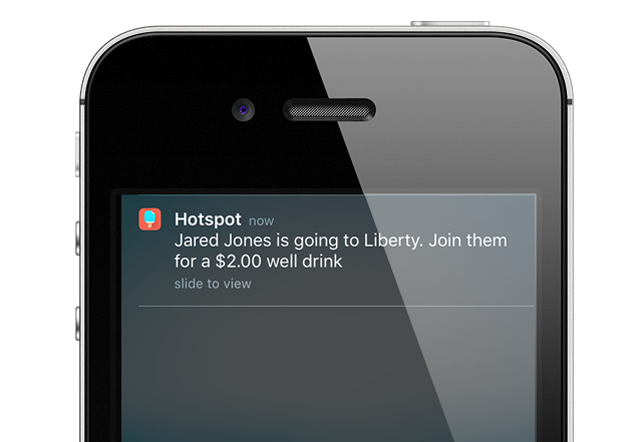 Hotspot now
Jared Jones is going to Liberty. Join them
for a $2.00 well drink
slide to view